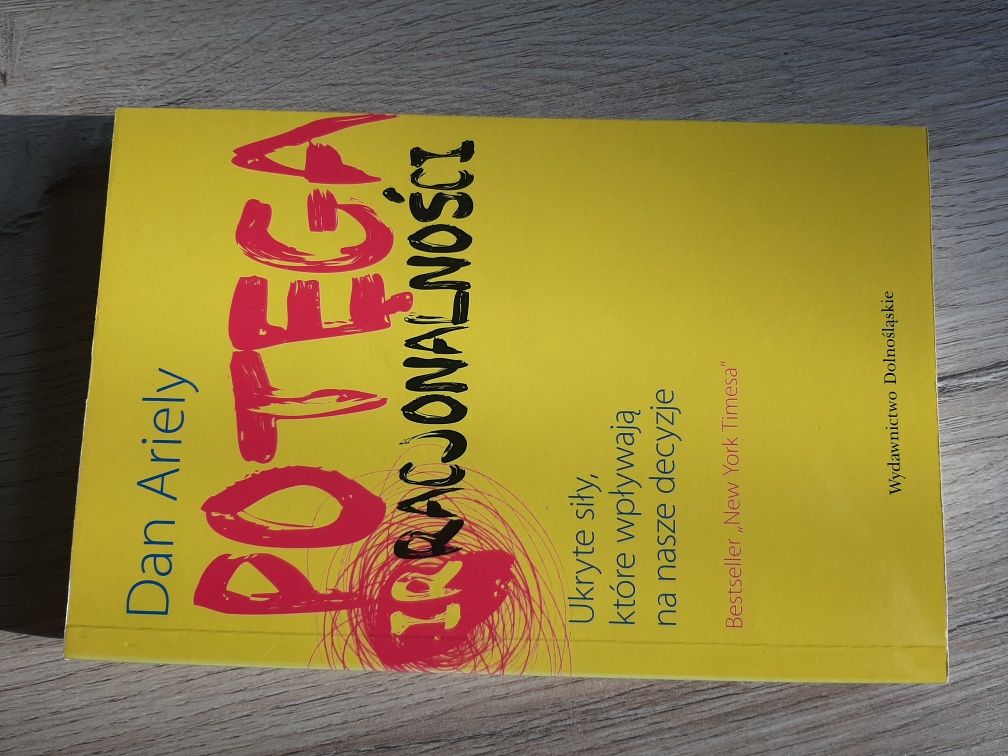 Dan Ariely
POTĘGA
IRRACJONALNOŚCI
Ukryte siły,
które wpływają
na nasze decyzje
Bestseller „New York Timesa”
Wydawnictwo Dolnośląskie